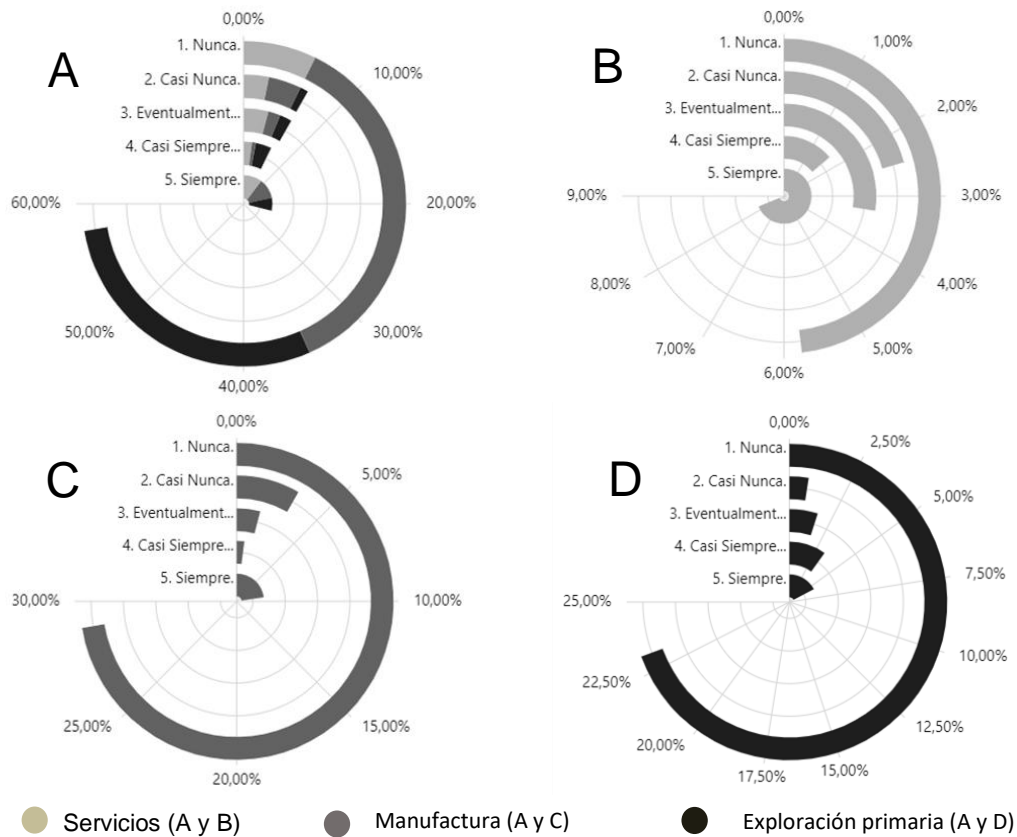 A
0,00%
1. Nunca.
2. Casi Nunca.
3. Eventualment...
4. Casi Siempre...
5. Siempre.
10,00%
20,00%
30,00%
40,00%
50,00%
60,00%
B
0,00%
1. Nunca.
2. Casi Nunca.
3. Eventualment...
4. Casi Siempre...
5. Siempre.
1,00%
2,00%
3,00%
4,00%
5,00%
6,00%
7,00%
8,00%
9,00%
C
0,00%
1. Nunca.
2. Casi Nunca.
3. Eventualment...
4. Casi Siempre...
5. Siempre.
5,00%
10,00%
15,00%
20,00%
25,00%
30,00%
D
0,00%
1. Nunca.
2. Casi Nunca.
3. Eventualment...
4. Casi Siempre...
5. Siempre.
2,50%
5,00%
7,50%
10,00%
12,50%
15,00%
17,50%
20,00%
22,50%
25,00%
Servicios (A y B)
Manufactura (A y C)
Exploración primaria (A y D)